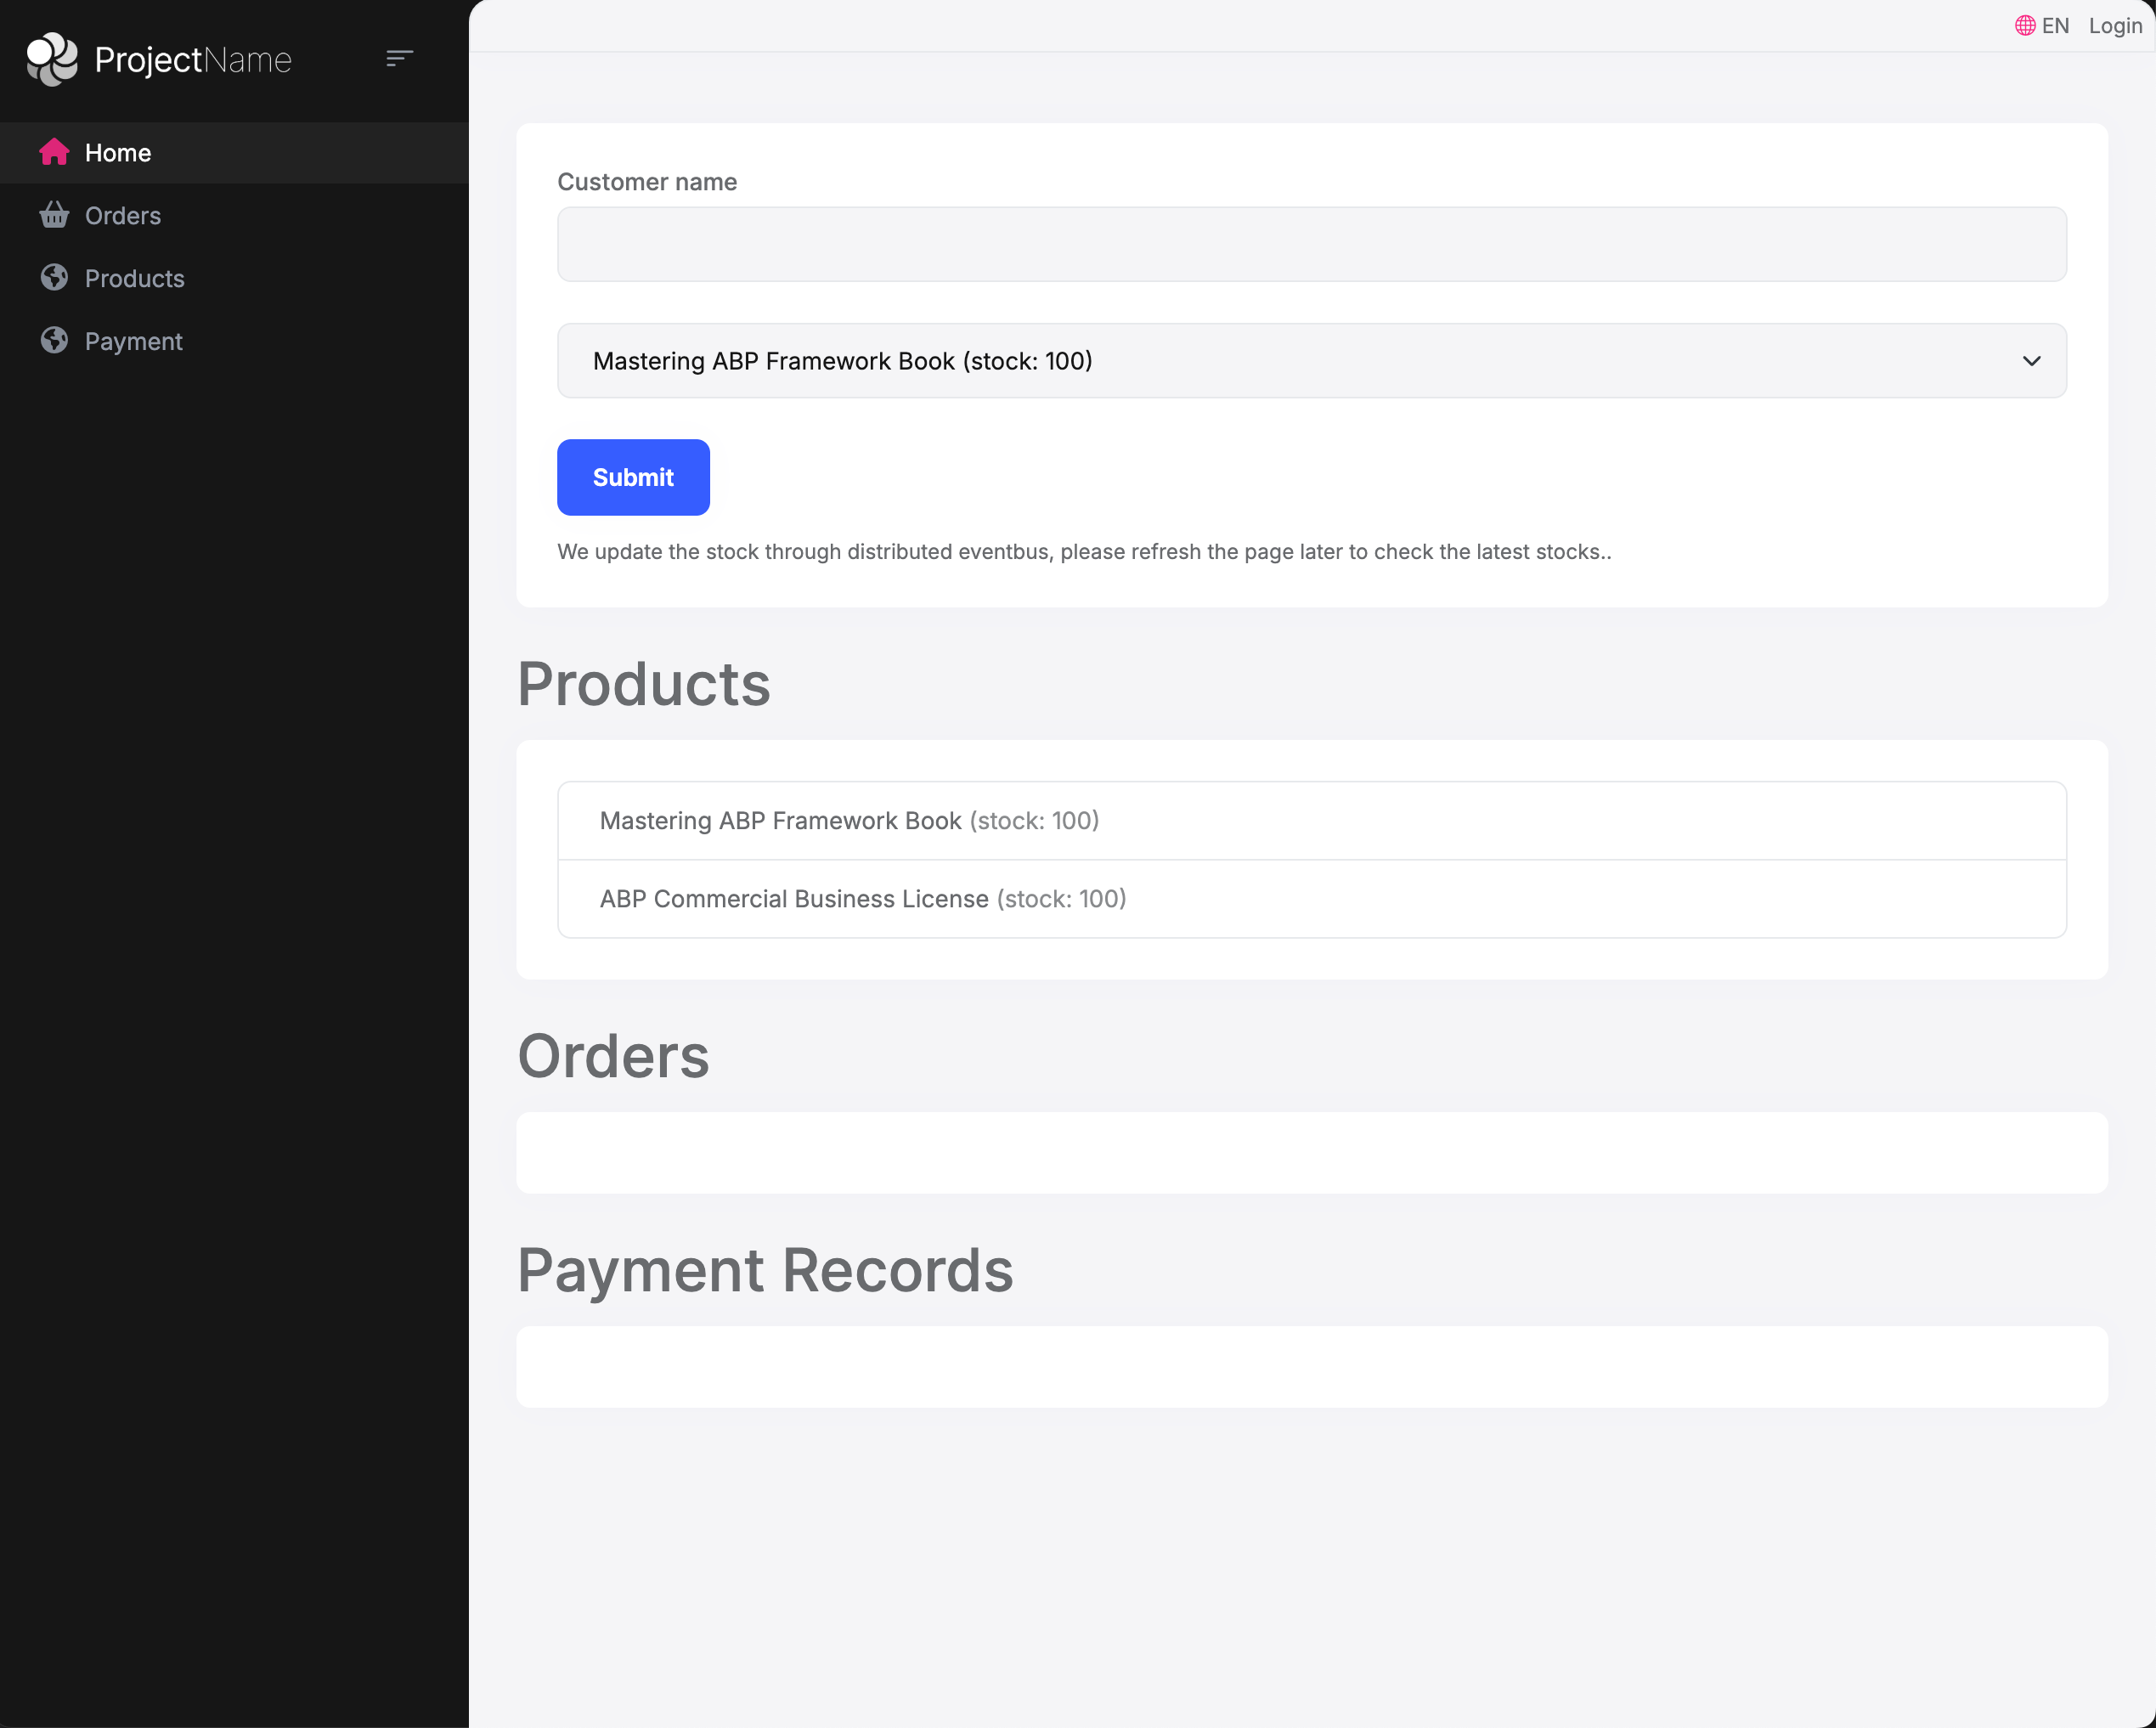 ProjectName
EN Login
Home
Orders
Products
Payment
Customer name
Mastering ABP Framework Book (stock: 100)
Submit
We update the stock through distributed eventbus, please refresh the page later to check the latest stocks..
Products
Mastering ABP Framework Book (stock: 100)
ABP Commercial Business License (stock: 100)
Orders
Payment Records